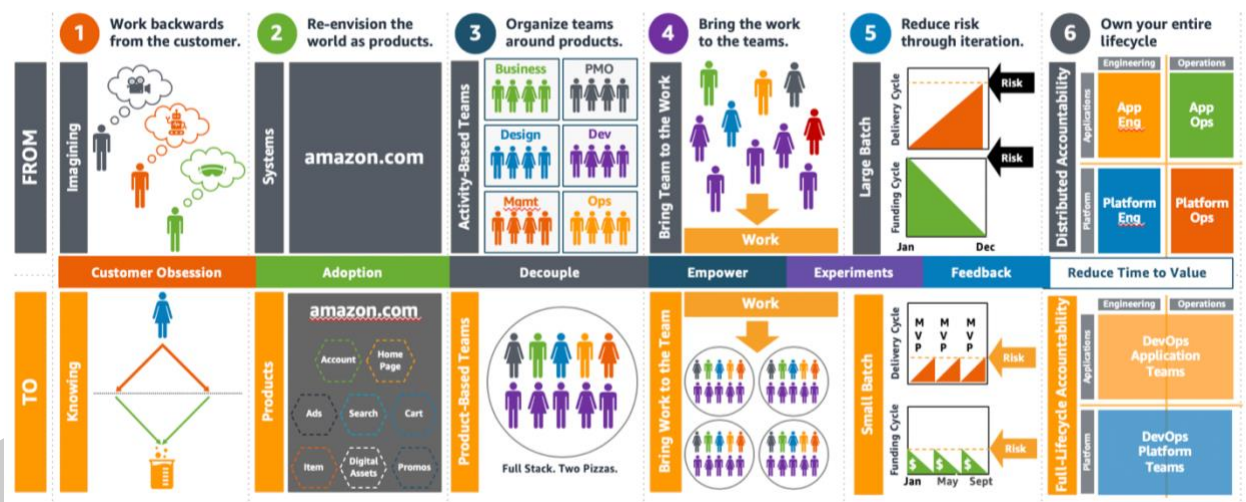 1
Work backwards
from the customer.
2
Re-envision the
world as products.
3
Organize teams
around products.
4
Bring the work
to the teams.
5
Reduce risk
through iteration.
6
Own your entire
lifecycle
FROM
Imagining
Systems
amazon.com
Activity-Based Teams
Business
PMO
Design
Dev
Mgmt
Ops
Bring Team to the Work
Work
Large Batch
Delivery Cycle
Risk
Funding Cycle
Risk
Jan
Dec
Distributed Accountability
Engineering
Operations
Applications
App
Eng
App
Ops
Platform
Platform
Eng
Platform
Ops
Customer Obsession
Adoption
Decouple
Empower
Experiments
Feedback
Reduce Time to Value
TO
Knowing
Products
amazon.com
Account
Home
Page
Ads
Search
Cart
Item
Digital
Assets
Promos
Product-Based Teams
Full Stack. Two Pizzas.
Bring Work to the Team
Work
Small Batch
Delivery Cycle
MVP
MVP
MVP
Risk
Funding Cycle
$
$
$
Risk
Jan
May
Sept
Full-Lifecycle Accountability
Engineering
Operations
Applications
DevOps
Application
Teams
Platform
DevOps
Platform
Teams